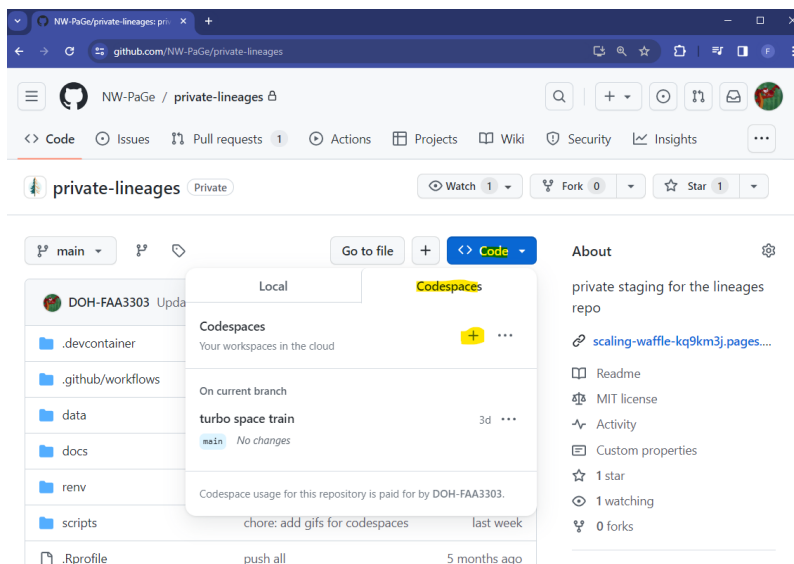 NW-PaGe/private-lineages: priv
github.com/NW-PaGe/private-lineages
F
NW-PaGe / private-lineages
Code Issues Pull requests 1 Actions Projects Wiki Security Insights
private-lineages Private Watch 1 Fork 0 Star 1
main Go to file Code About
Local Codespaces
private staging for the lineages
repo
DOH-FAA3303 Upda
Codespaces
Your workspaces in the cloud
scaling-waffle-kq9km3j.pages....
.devcontainer
Readme
.github/workflows
On current branch
MIT license
data
turbo space train 3d
Activity
main No changes
docs
Custom properties
1 star
renv
Codespace usage for this repository is paid for by DOH-FAA3303.
1 watching
scripts chore: add gifs for codespaces last week
0 forks
.Rprofile push all 5 months ago